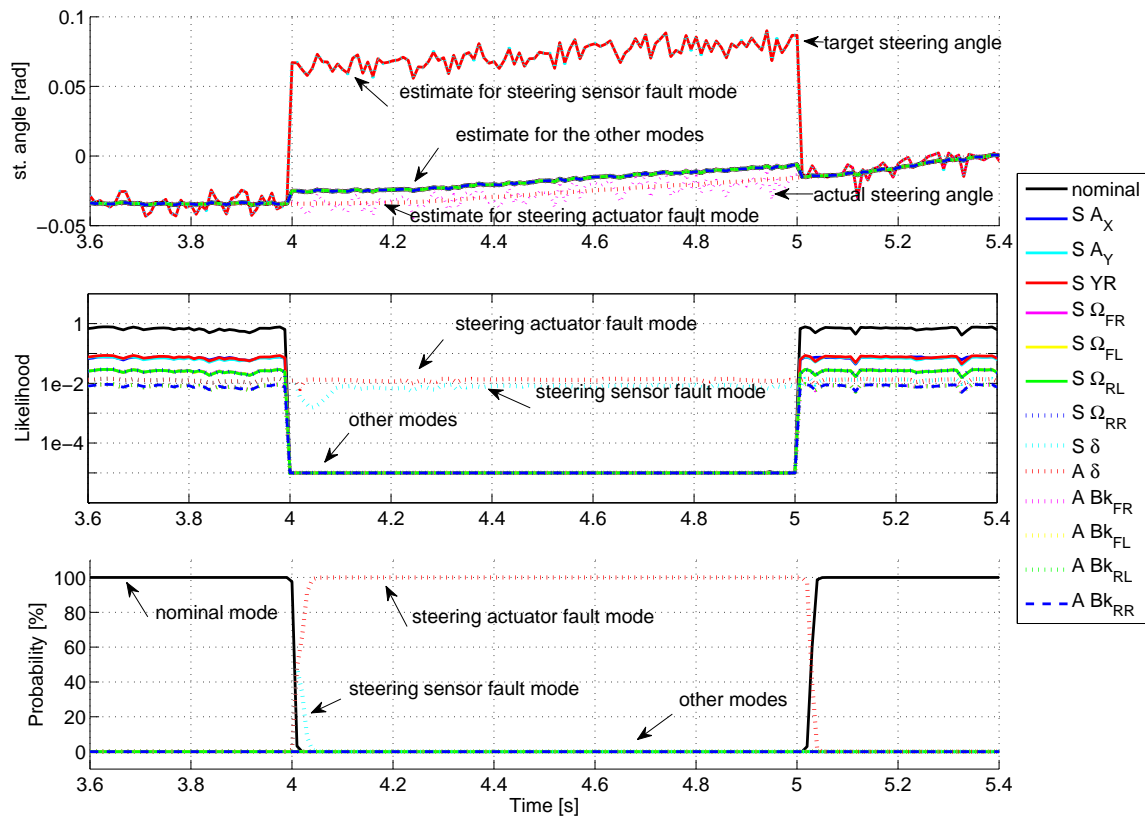 0.1
0.05
0
−0.05
st. angle [rad]
target steering angle
estimate for steering sensor fault mode
estimate for the other modes
actual steering angle
estimate for steering actuator fault mode
3.6 3.8 4 4.2 4.4 4.6 4.8 5 5.2 5.4
1
1e−2
1e−4
Likelihood
steering actuator fault mode
steering sensor fault mode
other modes
3.6 3.8 4 4.2 4.4 4.6 4.8 5 5.2 5.4
100
80
60
40
20
0
Probability [%]
nominal mode
steering actuator fault mode
steering sensor fault mode
other modes
3.6 3.8 4 4.2 4.4 4.6 4.8 5 5.2 5.4
Time [s]
nominal
S A_X
S A_Y
S YR
S Ω_FR
S Ω_FL
S Ω_RL
S Ω_RR
S δ
A δ
A Bk_FR
A Bk_FL
A Bk_RL
A Bk_RR